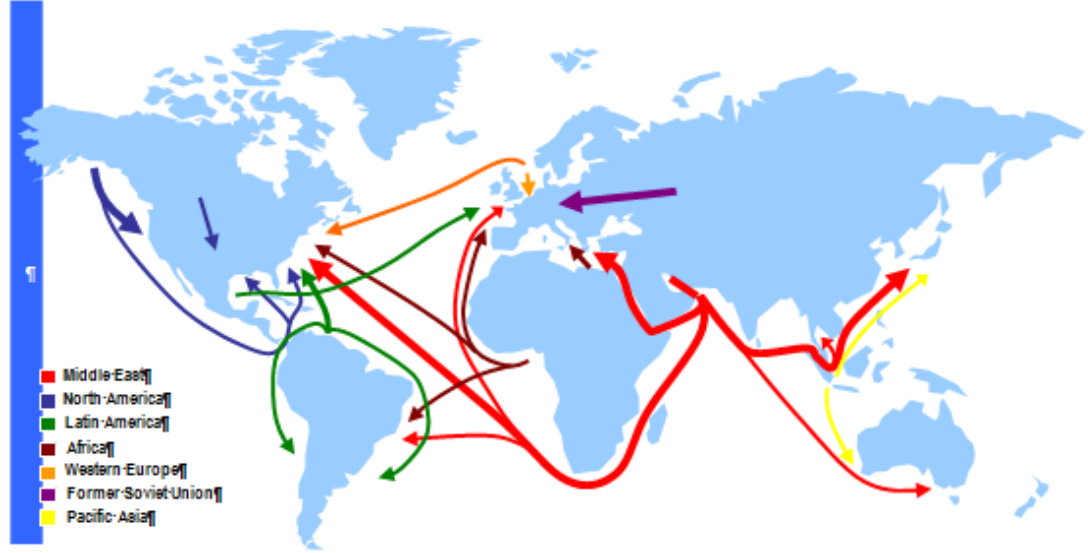 ¶
Middle·East¶
North·America¶
Latin·America¶
Africa¶
Western·Europe¶
Former·Soviet·Union¶
Pacific·Asia¶